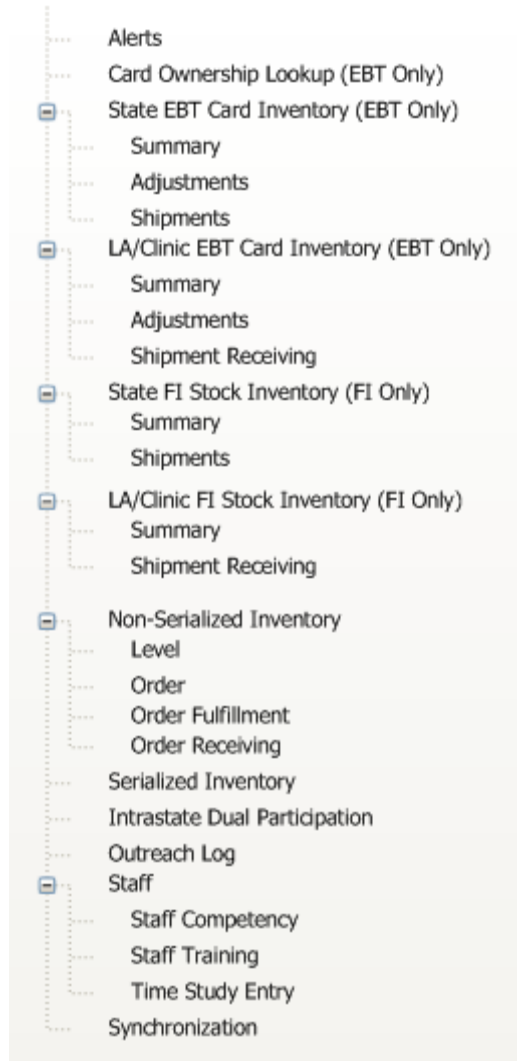 Alerts
Card Ownership Lookup (EBT Only)
State EBT Card Inventory (EBT Only)
Summary
Adjustments
Shipments
LA/Clinic EBT Card Inventory (EBT Only)
Summary
Adjustments
Shipment Receiving
State FI Stock Inventory (FI Only)
Summary
Shipments
LA/Clinic FI Stock Inventory (FI Only)
Summary
Shipment Receiving
Non-Serialized Inventory
Level
Order
Order Fulfillment
Order Receiving
Serialized Inventory
Intrastate Dual Participation
Outreach Log
Staff
Staff Competency
Staff Training
Time Study Entry
Synchronization